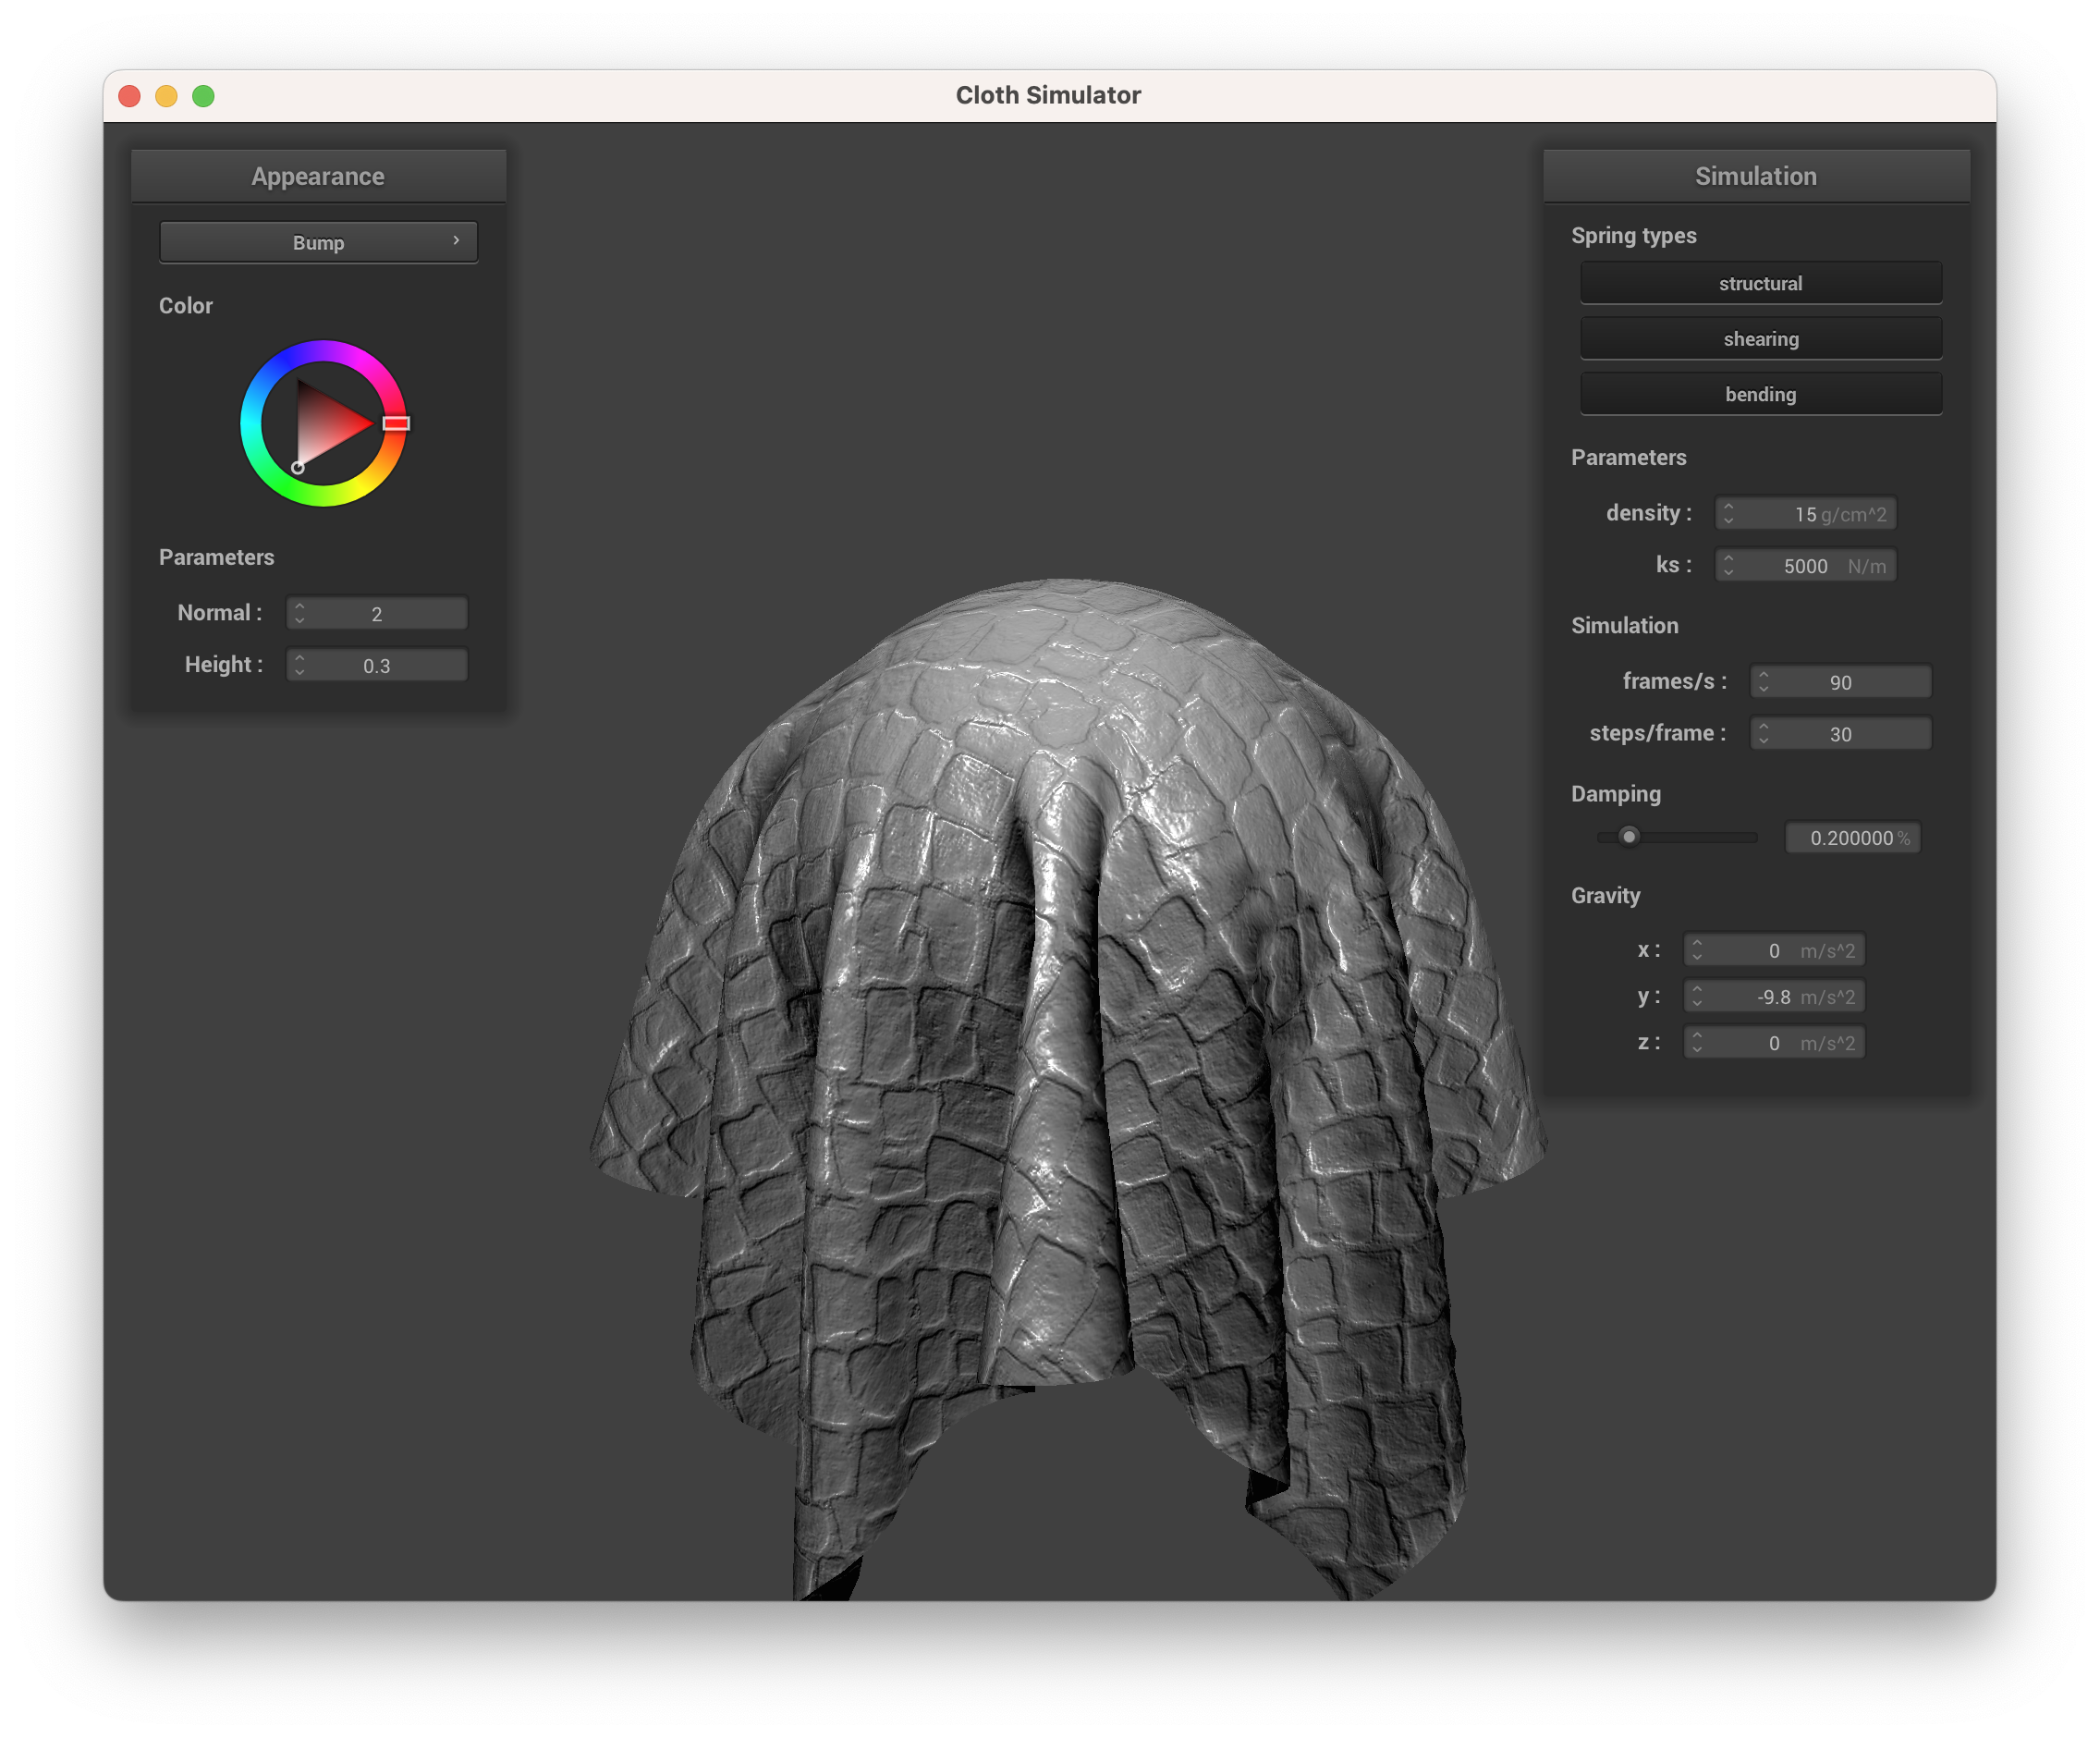 Cloth Simulator
Appearance
Bump
Color
Parameters
Normal : 2
Height : 0.3
Simulation
Spring types
structural
shearing
bending
Parameters
density : 15 g/cm^2
ks : 5000 N/m
Simulation
frames/s : 90
steps/frame : 30
Damping
0.200000 %
Gravity
x : 0 m/s^2
y : -9.8 m/s^2
z : 0 m/s^2